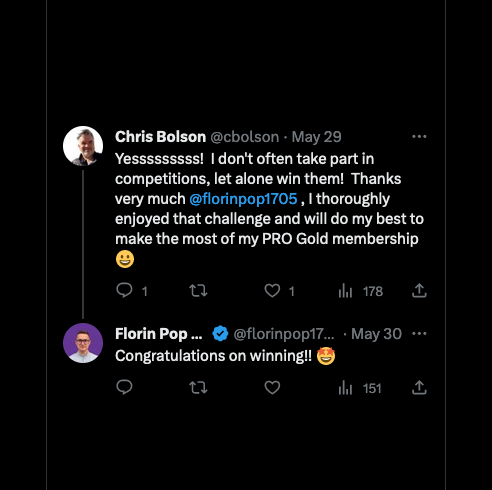 Chris Bolson @cbolson · May 29 ···
Yesssssssss! I don't often take part in
competitions, let alone win them! Thanks
very much @florinpop1705 , I thoroughly
enjoyed that challenge and will do my best to
make the most of my PRO Gold membership
😀
1 1 178
Florin Pop ... @florinpop17... · May 30 ···
Congratulations on winning!! 🤩
151